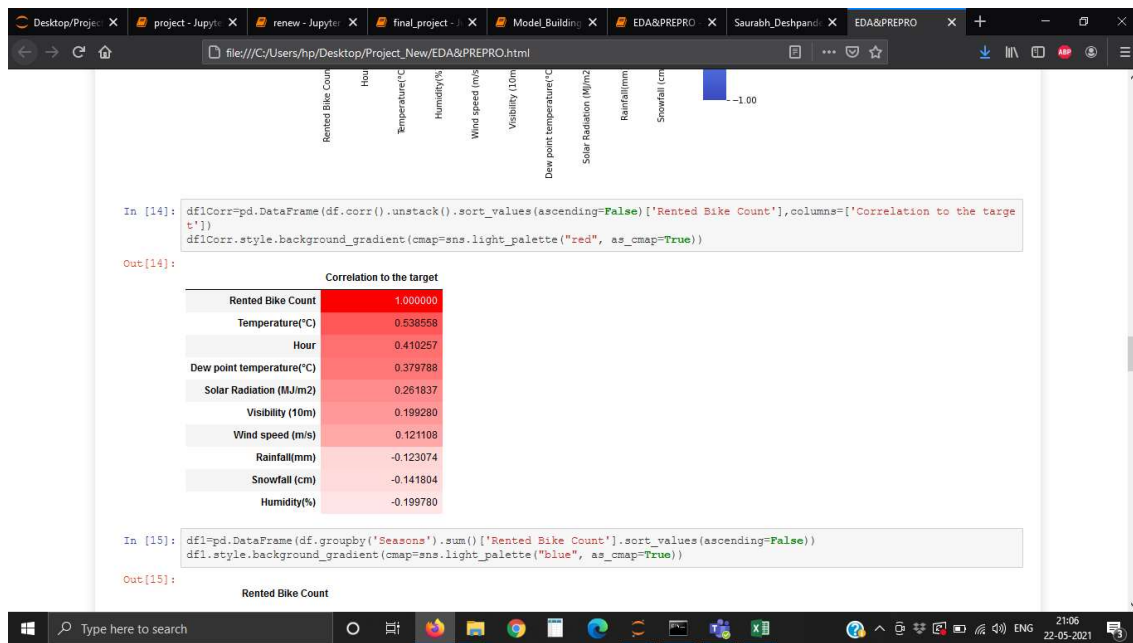 Desktop/Project
project - Jupyte
renew - Jupyter
final_project - J
Model_Building
EDA&PREPRO -
Saurabh_Deshpande
EDA&PREPRO
file:///C:/Users/hp/Desktop/Project_New/EDA&PREPRO.html
ABP
Rented Bike Coun
Hou
Temperature(°C
Humidity(%
Wind speed (m/s
Visibility (10m
Dew point temperature(°C
Solar Radiation (MJ/m2
Rainfall(mm
Snowfall (cm
-1.00
In [14]: df1Corr=pd.DataFrame(df.corr().unstack().sort_values(ascending=False)['Rented Bike Count'],columns=['Correlation to the targe
t'])
df1Corr.style.background_gradient(cmap=sns.light_palette("red", as_cmap=True))
Out[14]:
Correlation to the target
Rented Bike Count 1.000000
Temperature(°C) 0.538558
Hour 0.410257
Dew point temperature(°C) 0.379788
Solar Radiation (MJ/m2) 0.261837
Visibility (10m) 0.199280
Wind speed (m/s) 0.121108
Rainfall(mm) -0.123074
Snowfall (cm) -0.141804
Humidity(%) -0.199780
In [15]: df1=pd.DataFrame(df.groupby('Seasons').sum()['Rented Bike Count'].sort_values(ascending=False))
df1.style.background_gradient(cmap=sns.light_palette("blue", as_cmap=True))
Out[15]:
Rented Bike Count
Type here to search
ENG
21:06
22-05-2021